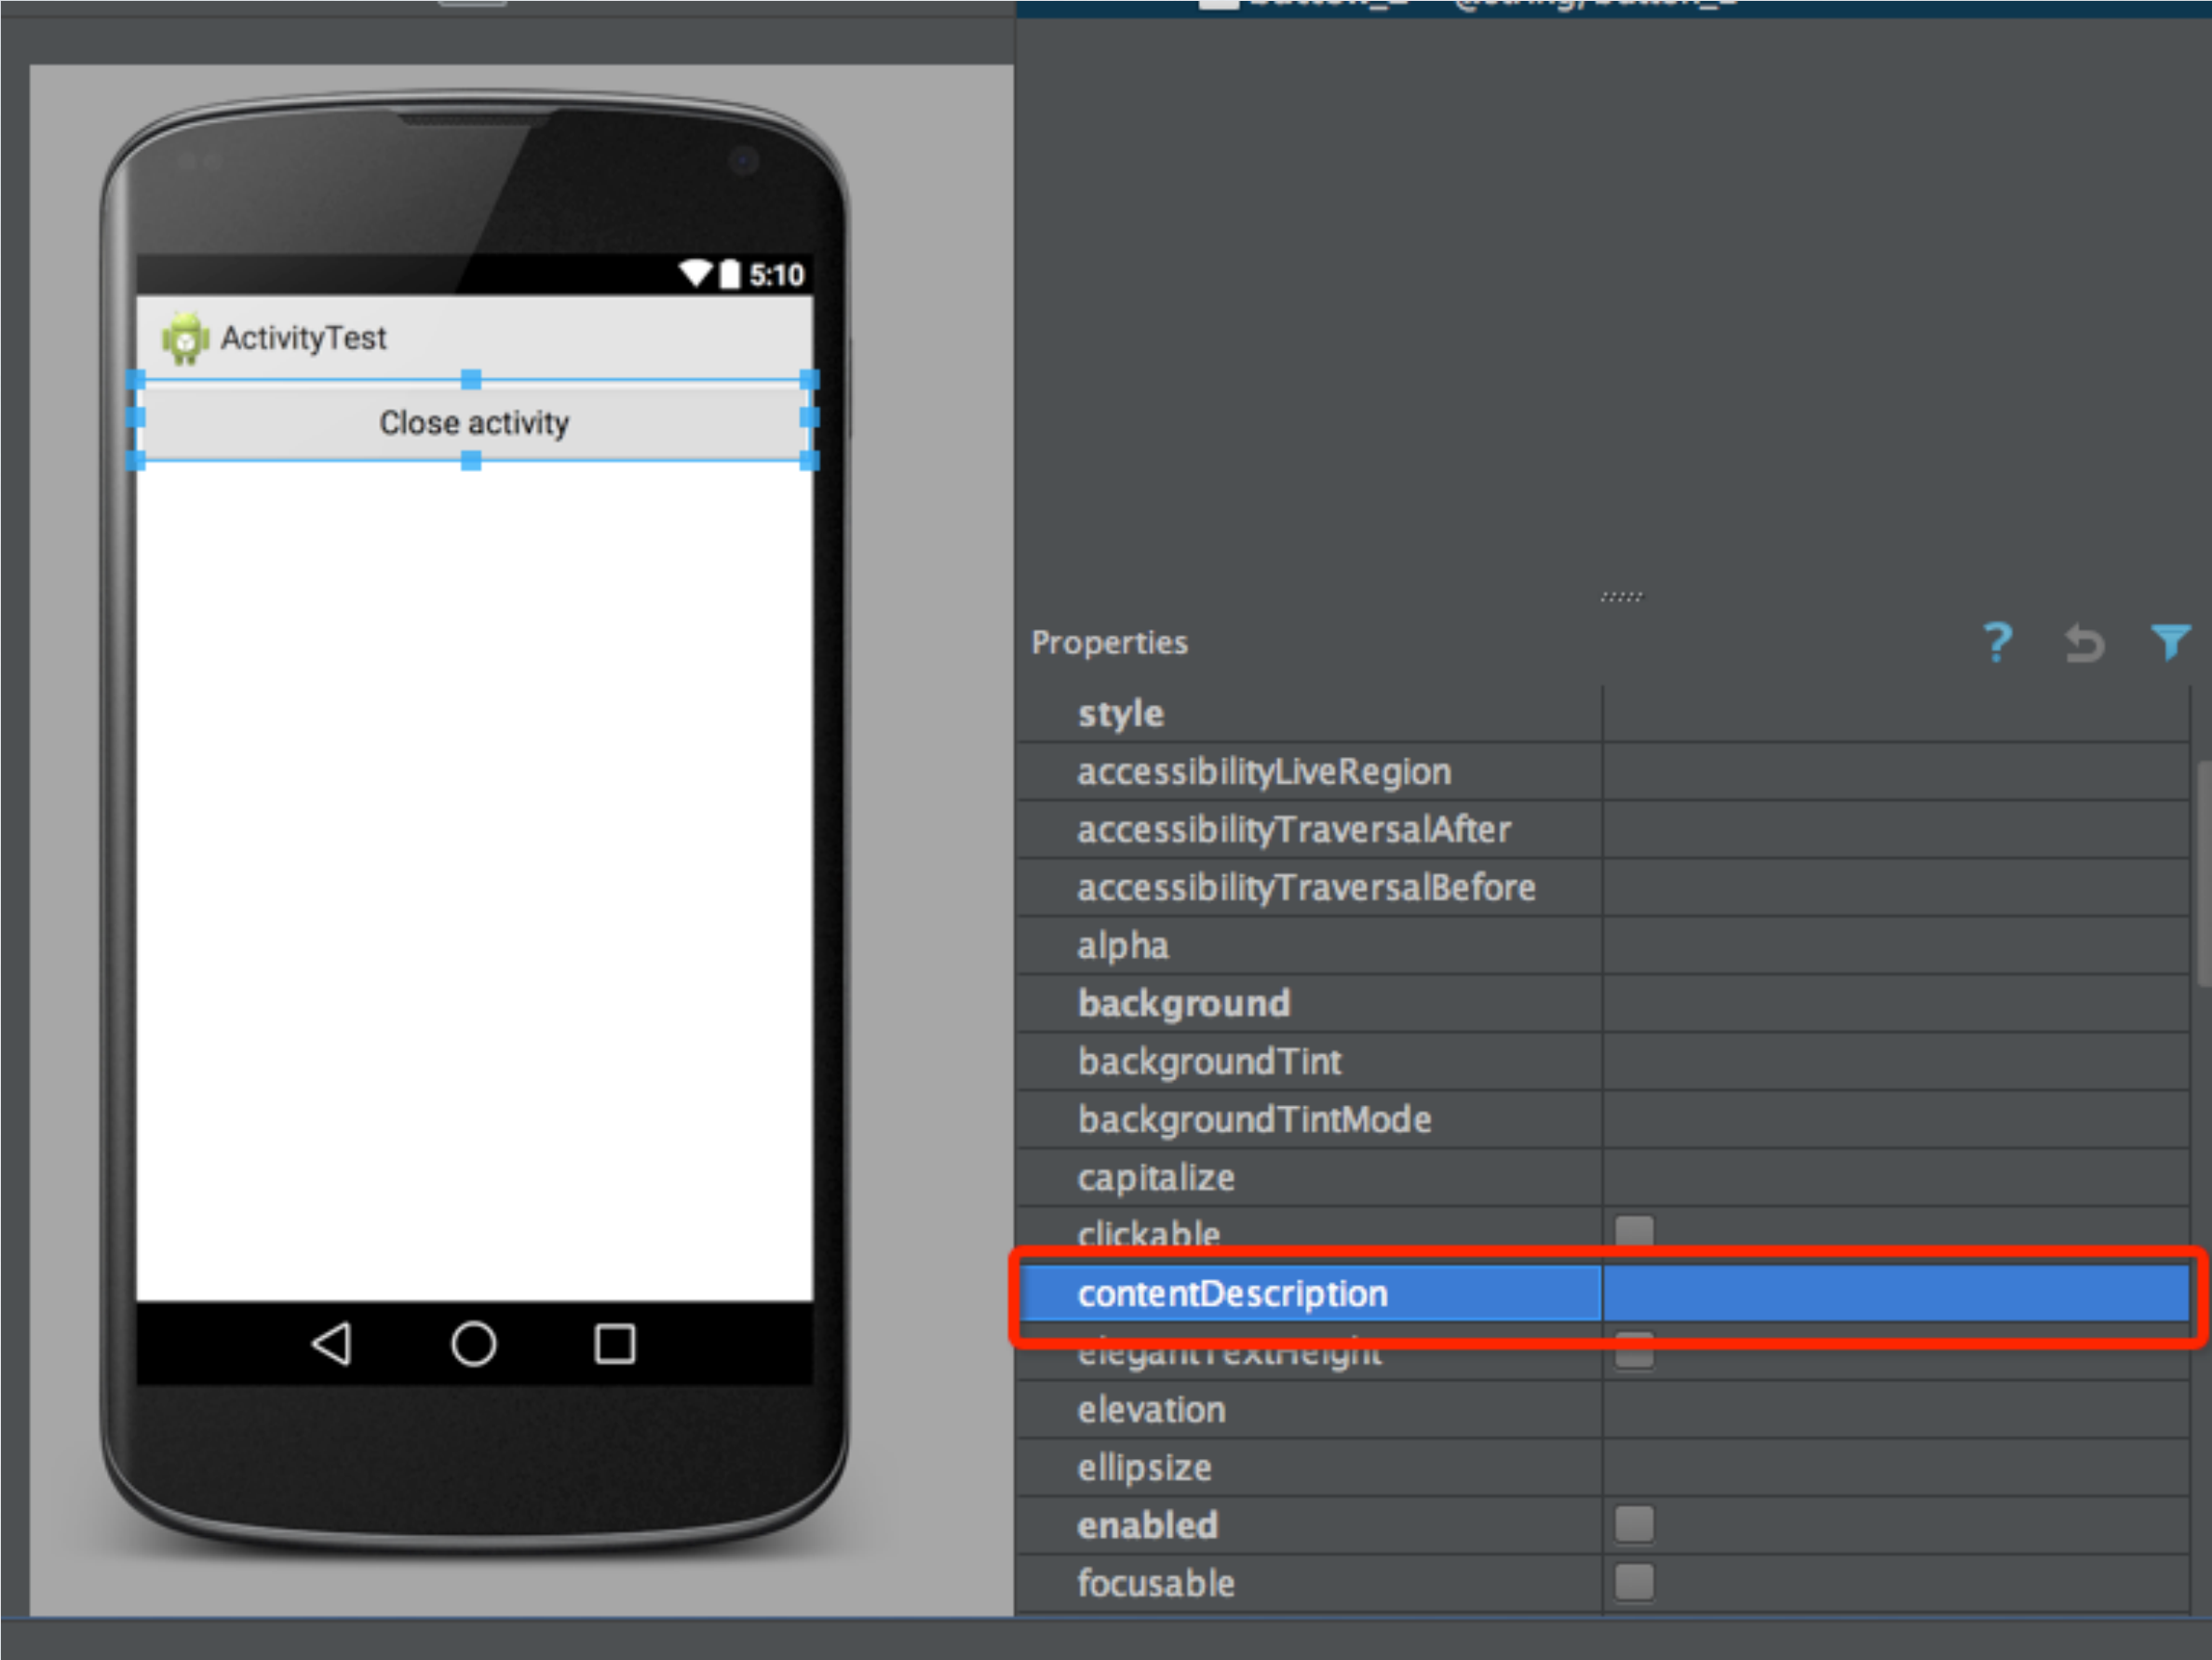 5:10
ActivityTest
Close activity
Properties
?
style
accessibilityLiveRegion
accessibilityTraversalAfter
accessibilityTraversalBefore
alpha
background
backgroundTint
backgroundTintMode
capitalize
clickable
contentDescription
elegantTextHeight
elevation
ellipsize
enabled
focusable